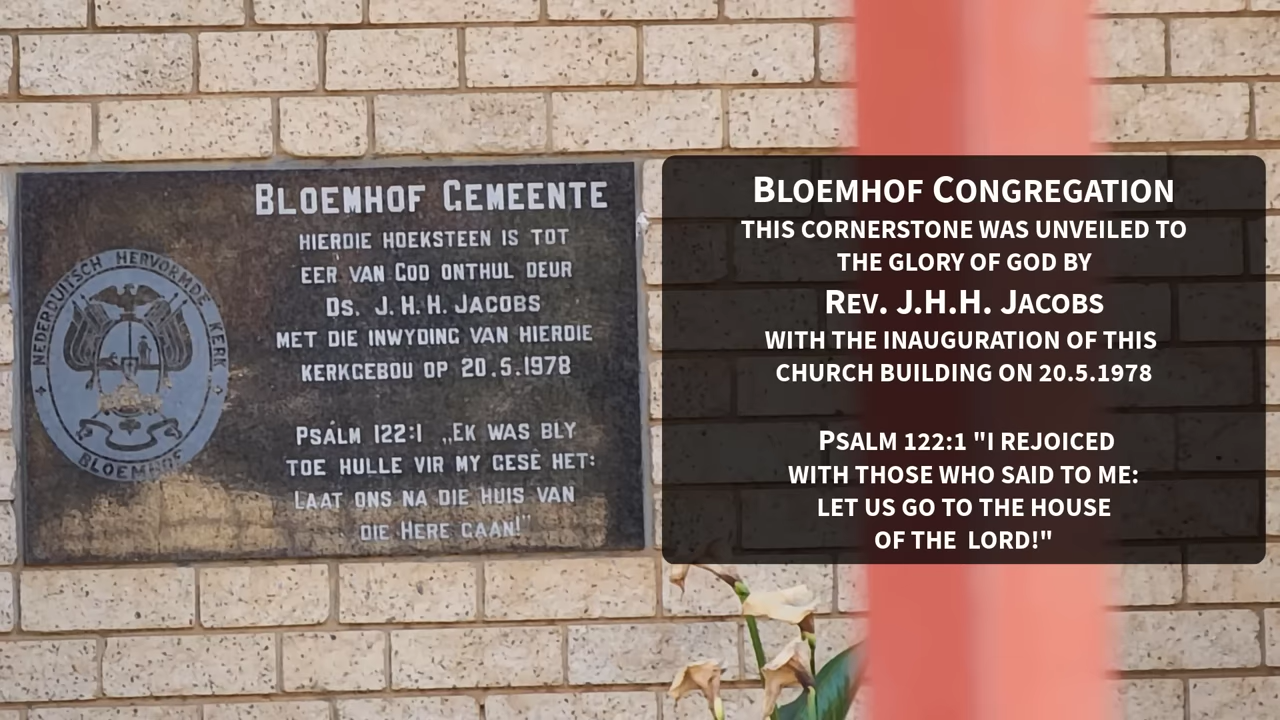 BLOEMHOF GEMEENTE
HIERDIE HOEKSTEEN IS TOT
EER VAN GOD ONTHUL DEUR
DS. J.H.H. JACOBS
MET DIE INWYDING VAN HIERDIE
KERKGEBOU OP 20.5.1978
PSALM 122:1 „EK WAS BLY
TOE HULLE VIR MY GESÊ HET:
LAAT ONS NA DIE HUIS VAN
DIE HERE GAAN!"
NEDERDUITSCH HERVORMDE KERK
BLOEMHOF
BLOEMHOF CONGREGATION
THIS CORNERSTONE WAS UNVEILED TO
THE GLORY OF GOD BY
REV. J.H.H. JACOBS
WITH THE INAUGURATION OF THIS
CHURCH BUILDING ON 20.5.1978
PSALM 122:1 "I REJOICED
WITH THOSE WHO SAID TO ME:
LET US GO TO THE HOUSE
OF THE LORD!"